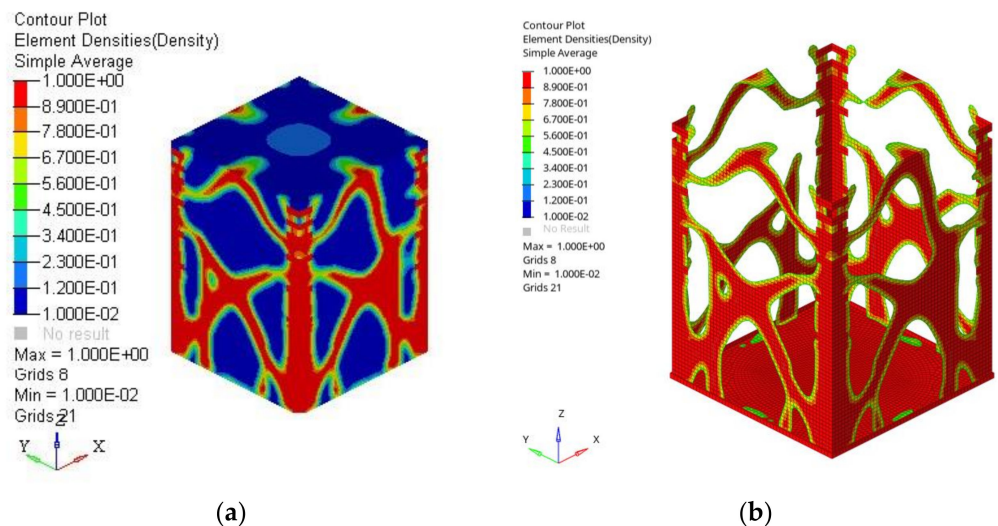 Contour Plot
Element Densities(Density)
Simple Average
1.000E+00
8.900E-01
7.800E-01
6.700E-01
5.600E-01
4.500E-01
3.400E-01
2.300E-01
1.200E-01
1.000E-02
No result
Max = 1.000E+00
Grids 8
Min = 1.000E-02
Grids 21
Z
Y
X
(a)
Contour Plot
Element Densities(Density)
Simple Average
1.000E+00
8.900E-01
7.800E-01
6.700E-01
5.600E-01
4.500E-01
3.400E-01
2.300E-01
1.200E-01
1.000E-02
No Result
Max = 1.000E+00
Grids 8
Min = 1.000E-02
Grids 21
Z
Y
X
(b)